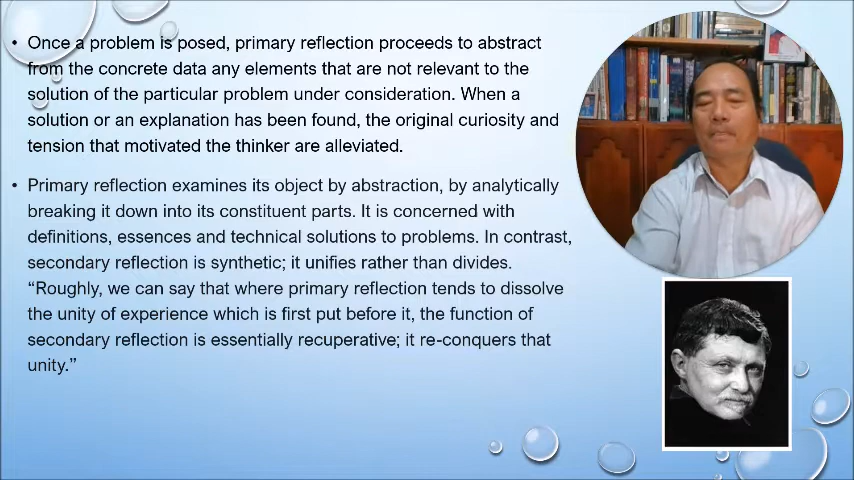 • Once a problem is posed, primary reflection proceeds to abstract
from the concrete data any elements that are not relevant to the
solution of the particular problem under consideration. When a
solution or an explanation has been found, the original curiosity and
tension that motivated the thinker are alleviated.
• Primary reflection examines its object by abstraction, by analytically
breaking it down into its constituent parts. It is concerned with
definitions, essences and technical solutions to problems. In contrast,
secondary reflection is synthetic; it unifies rather than divides.
“Roughly, we can say that where primary reflection tends to dissolve
the unity of experience which is first put before it, the function of
secondary reflection is essentially recuperative; it re-conquers that
unity.”